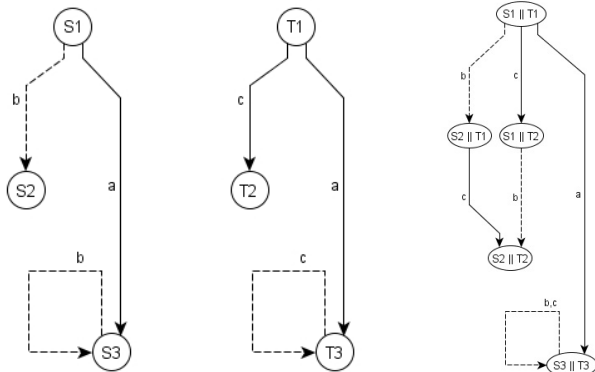 S1
b
a
S2
b
S3
T1
c
a
T2
c
T3
S1 || T1
b
c
a
S2 || T1
S1 || T2
c
b
S2 || T2
b,c
S3 || T3